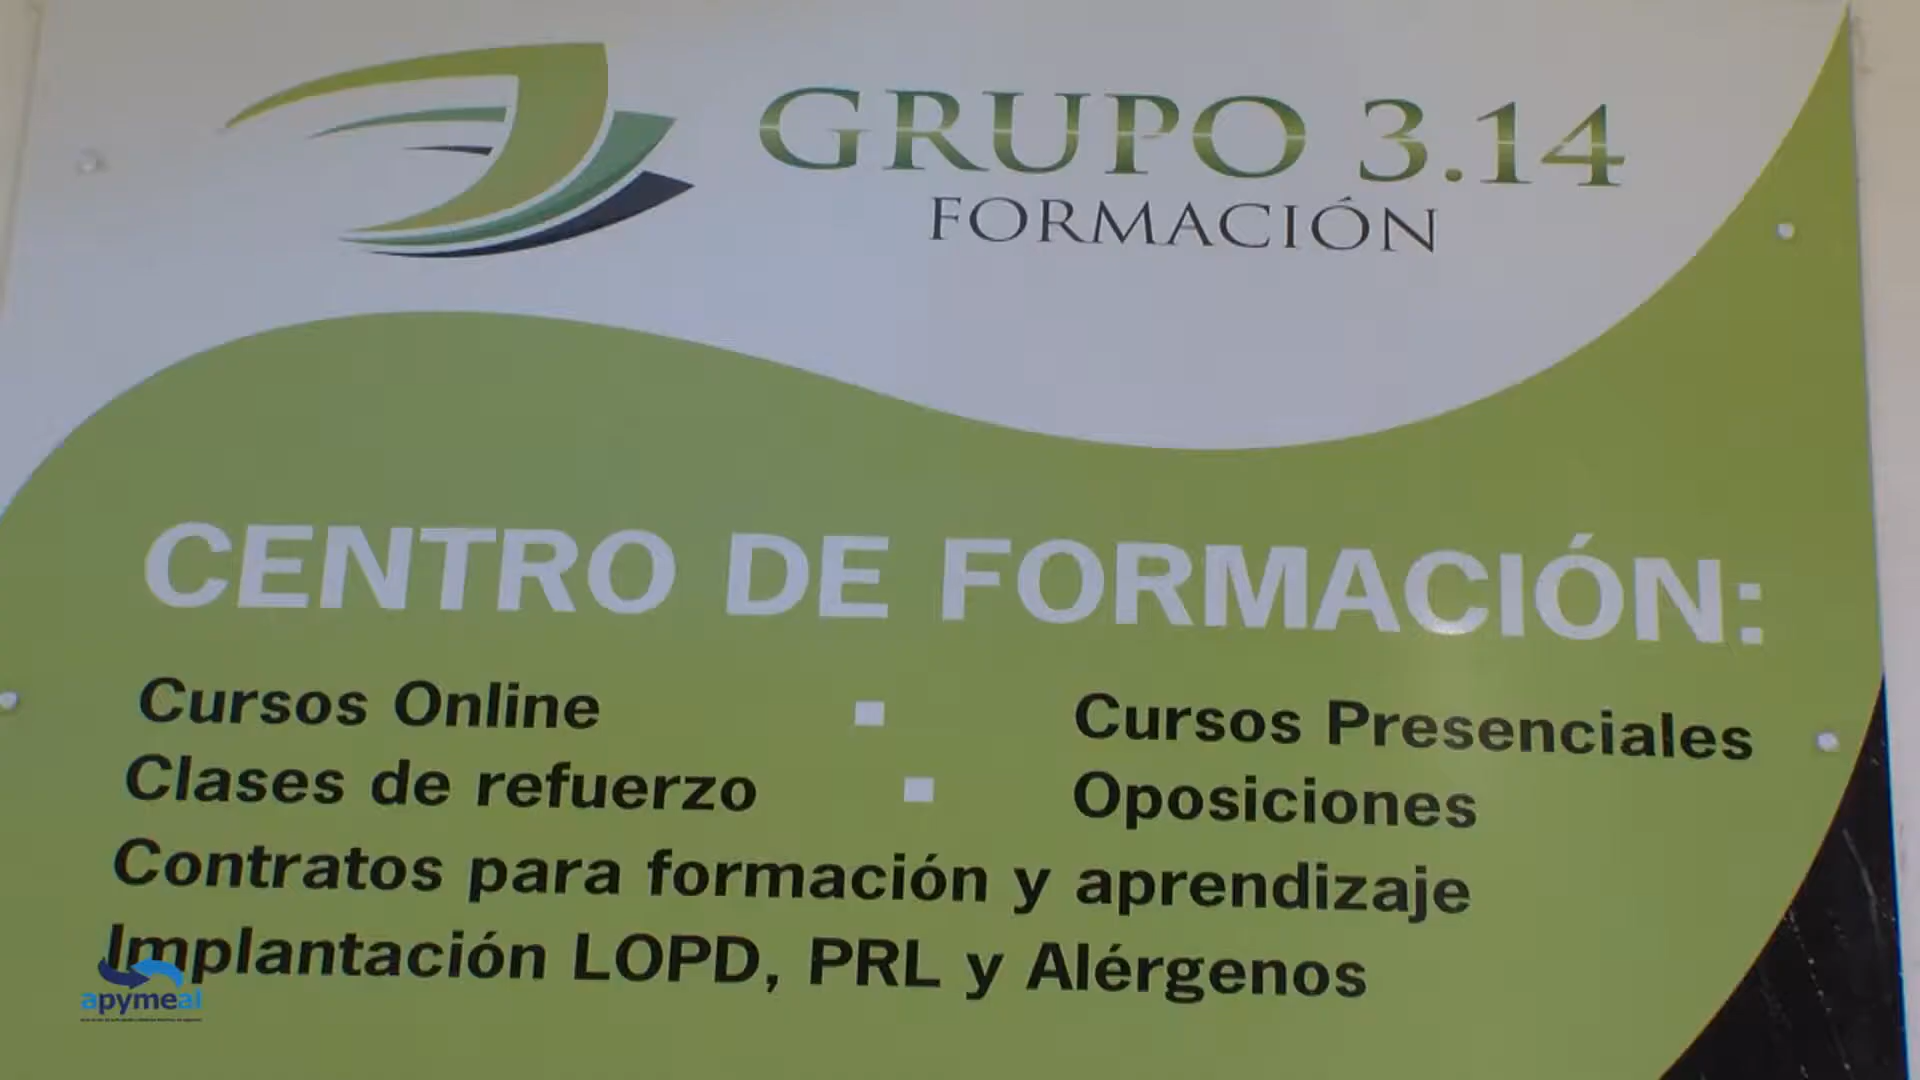 GRUPO 3.14
FORMACIÓN
CENTRO DE FORMACIÓN:
Cursos Online ▪ Cursos Presenciales
Clases de refuerzo ▪ Oposiciones
Contratos para formación y aprendizaje
Implantación LOPD, PRL y Alérgenos
apymeal